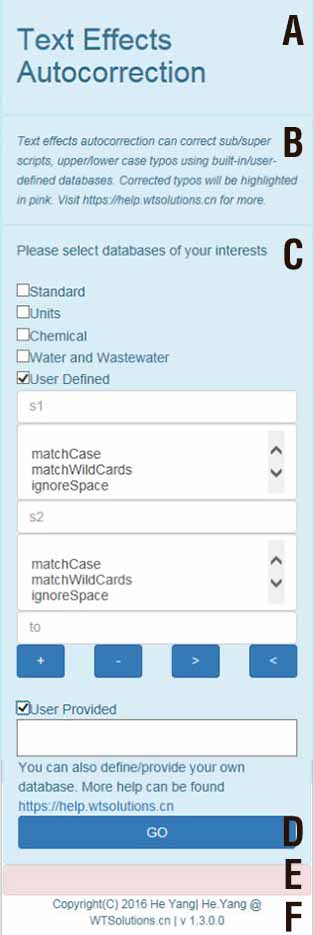 Text Effects A
Autocorrection
Text effects autocorrection can correct sub/super B
scripts, upper/lower case typos using built-in/user-
defined databases. Corrected typos will be highlighted
in pink. Visit https://help.wtsolutions.cn for more.
Please select databases of your interests C
Standard
Units
Chemical
Water and Wastewater
User Defined
s1
matchCase
matchWildCards
ignoreSpace
s2
matchCase
matchWildCards
ignoreSpace
to
+ - > <
User Provided
You can also define/provide your own
database. More help can be found
https://help.wtsolutions.cn
GO D
E
Copyright(C) 2016 He Yang| He.Yang @
WTSolutions.cn | v 1.3.0.0 F